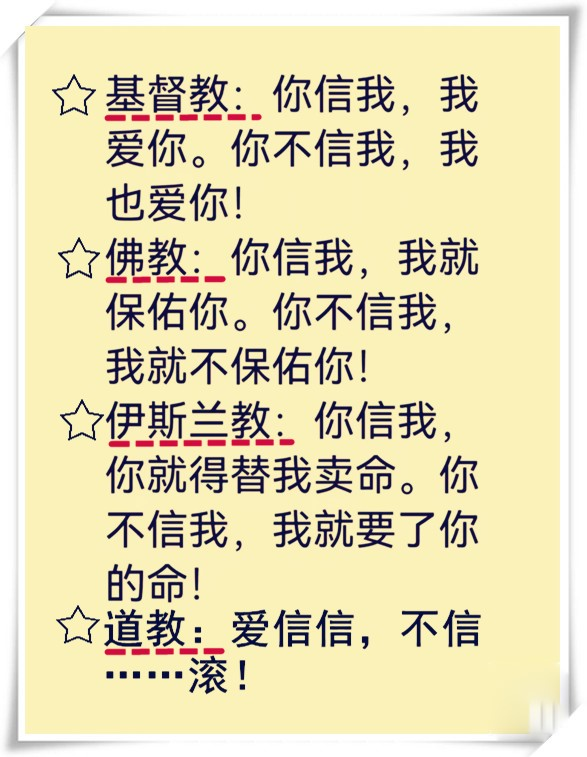 ☆基督教：你信我，我
爱你。你不信我，我
也爱你！
☆佛教：你信我，我就
保佑你。你不信我，
我就不保佑你！
☆伊斯兰教：你信我，
你就得替我卖命。你
不信我，我就要了你
的命！
☆道教：爱信信，不信
……滚！